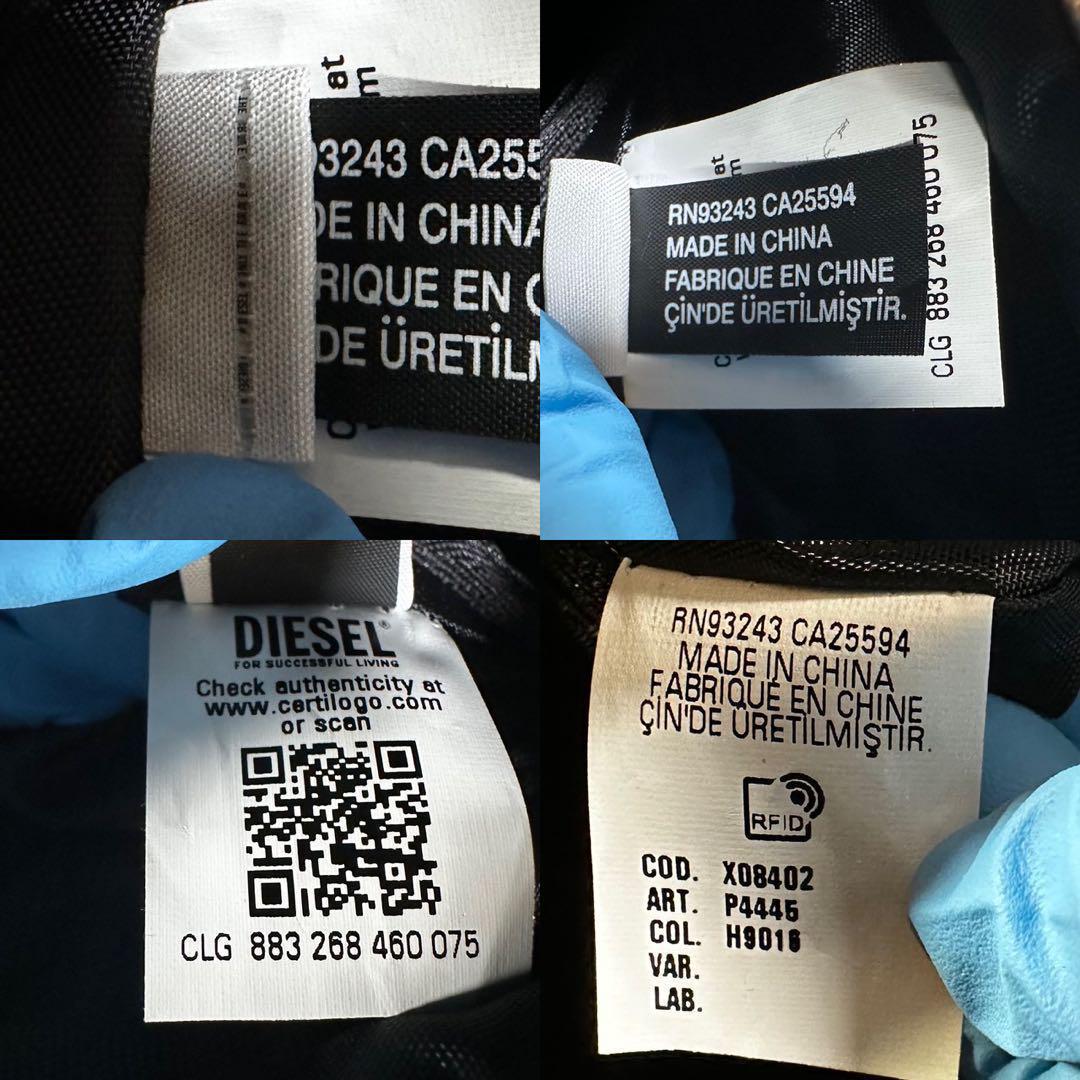 at
m
93243 CA255
DE IN CHINA
RIQUE EN C
DE ÜRETİL
at
RN93243 CA25594
MADE IN CHINA
FABRIQUE EN CHINE
ÇİN'DE ÜRETİLMİŞTİR.
CLG 883 268 460 075
DIESEL®
FOR SUCCESSFUL LIVING
Check authenticity at
www.certilogo.com
or scan
CLG 883 268 460 075
RN93243 CA25594
MADE IN CHINA
FABRIQUE EN CHINE
ÇİN'DE ÜRETİLMİŞTİR.
RFID
COD. X08402
ART. P4445
COL. H9016
VAR.
LAB.